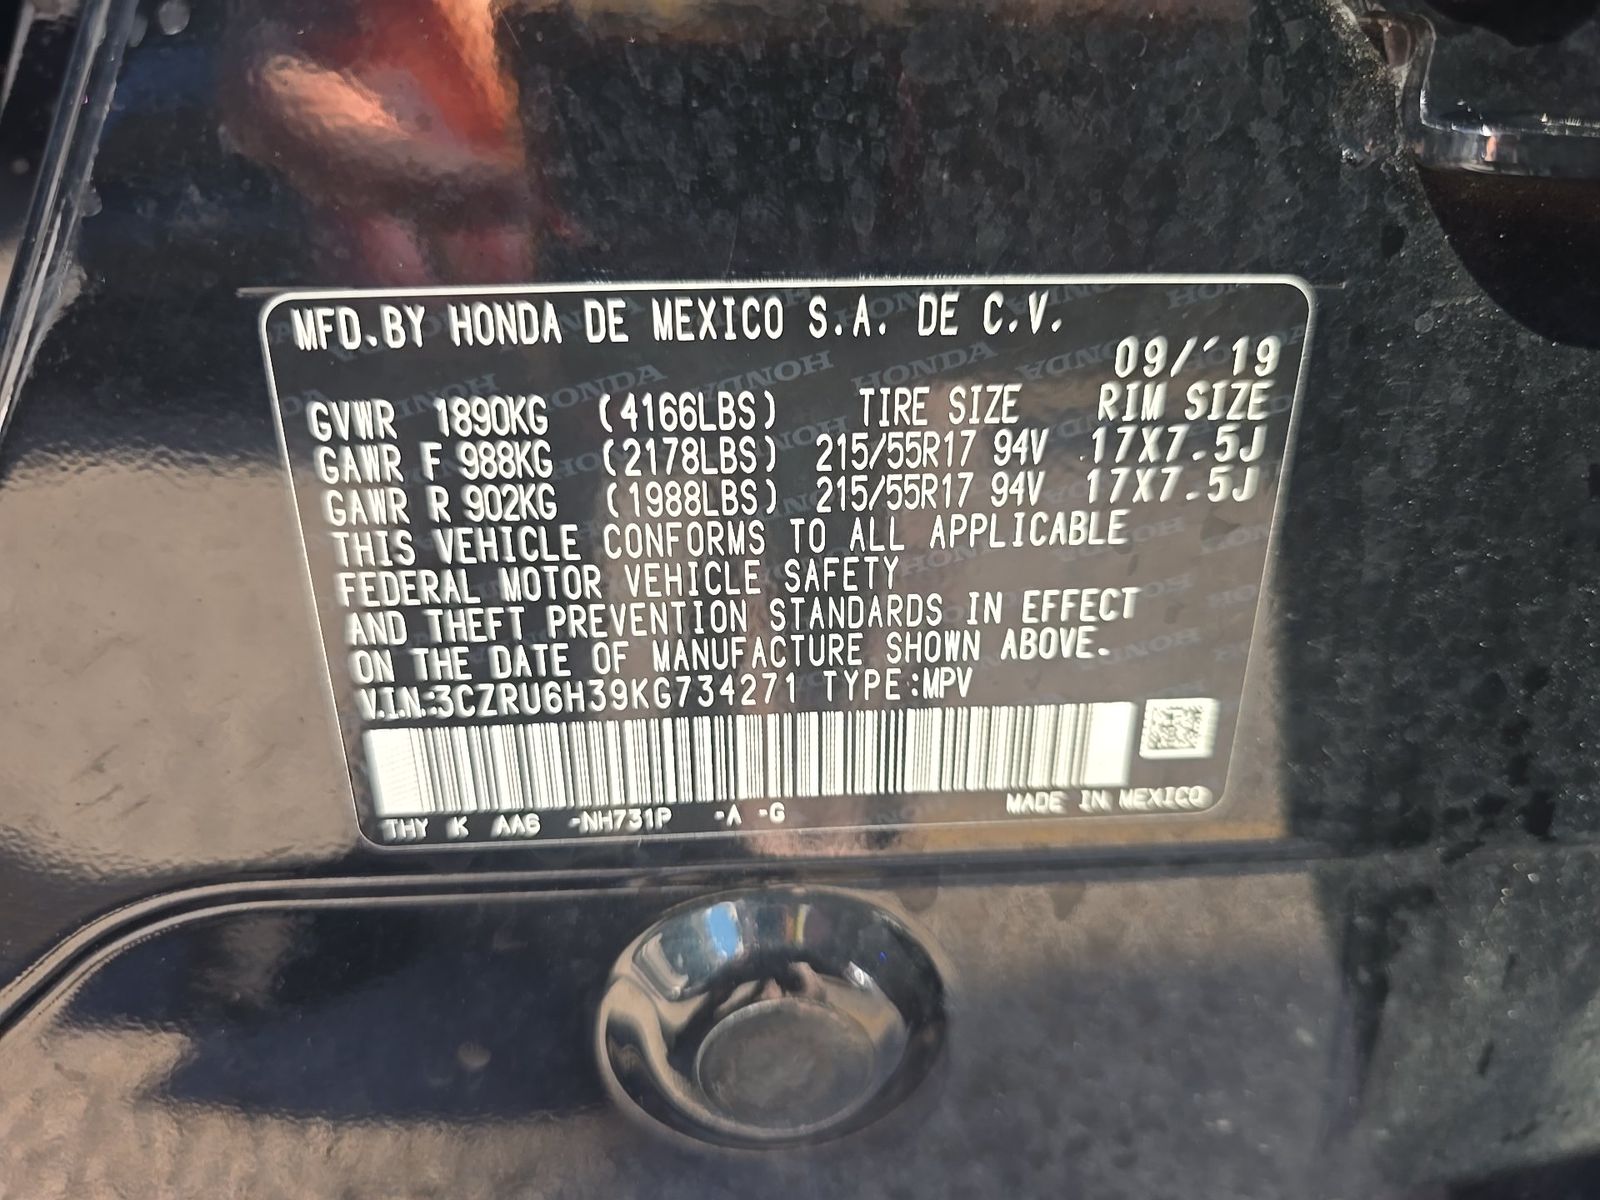 MFD.BY HONDA DE MEXICO S.A. DE C.V.
09/´19
GVWR 1890KG (4166LBS) TIRE SIZE RIM SIZE
GAWR F 988KG (2178LBS) 215/55R17 94V 17X7.5J
GAWR R 902KG (1988LBS) 215/55R17 94V 17X7.5J
THIS VEHICLE CONFORMS TO ALL APPLICABLE
FEDERAL MOTOR VEHICLE SAFETY
AND THEFT PREVENTION STANDARDS IN EFFECT
ON THE DATE OF MANUFACTURE SHOWN ABOVE.
V.I.N.:3CZRU6H39KG734271 TYPE:MPV
THY K AA6 -NH731P -A -G MADE IN MEXICO